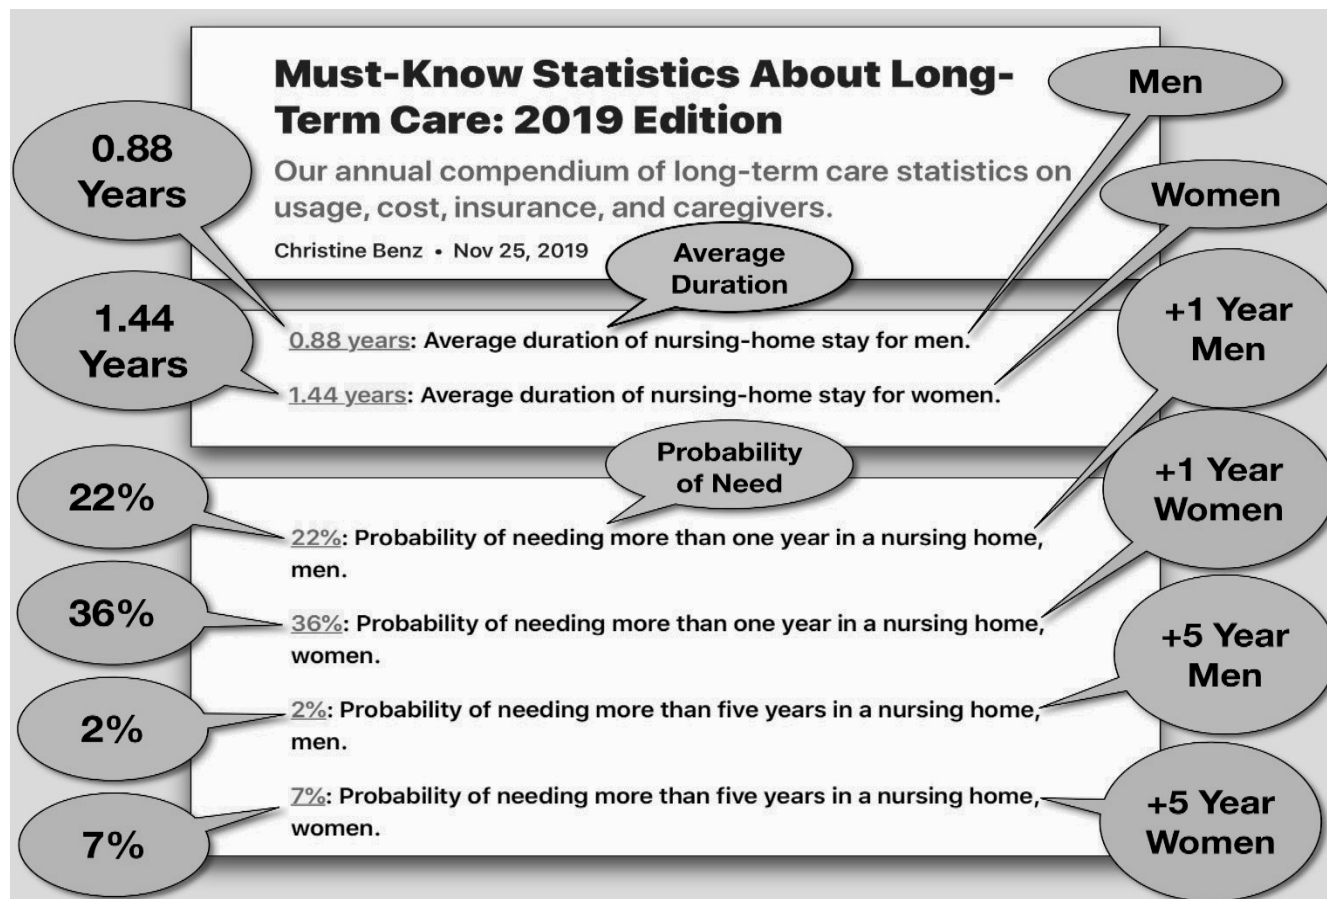 Must-Know Statistics About Long-
Term Care: 2019 Edition
Our annual compendium of long-term care statistics on
usage, cost, insurance, and caregivers.
Christine Benz • Nov 25, 2019
Men
Women
0.88
Years
1.44
Years
Average
Duration
0.88 years: Average duration of nursing-home stay for men.
1.44 years: Average duration of nursing-home stay for women.
+1 Year
Men
+1 Year
Women
Probability
of Need
22%
22%: Probability of needing more than one year in a nursing home,
men.
36%
36%: Probability of needing more than one year in a nursing home,
women.
+5 Year
Men
2%
2%: Probability of needing more than five years in a nursing home,
men.
+5 Year
Women
7%
7%: Probability of needing more than five years in a nursing home,
women.